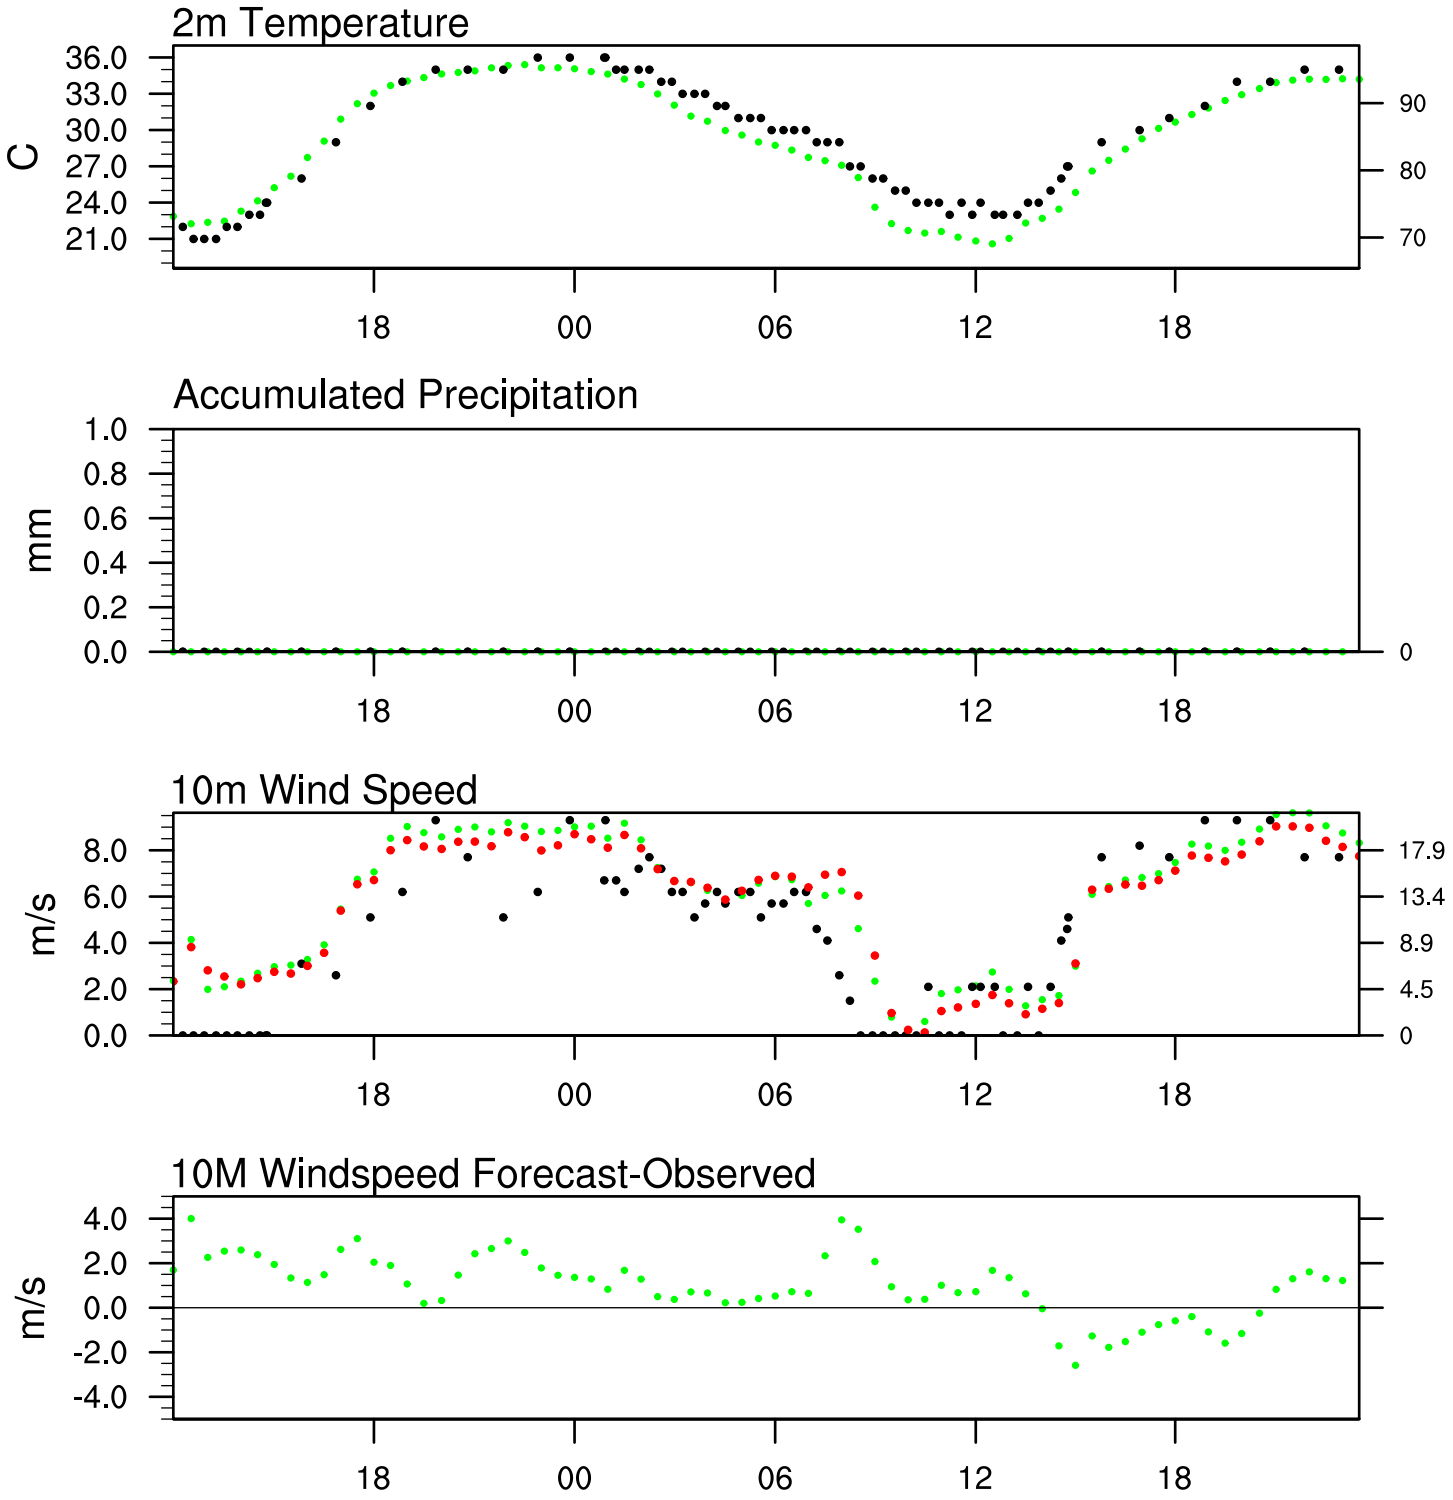 2m Temperature
36.0
33.0
30.0
27.0
24.0
21.0
C
90
80
70
18 00 06 12 18
Accumulated Precipitation
1.0
0.8
0.6
0.4
0.2
0.0
mm
0
18 00 06 12 18
10m Wind Speed
8.0
6.0
4.0
2.0
0.0
m/s
17.9
13.4
8.9
4.5
0
18 00 06 12 18
10M Windspeed Forecast-Observed
4.0
2.0
0.0
-2.0
-4.0
m/s
18 00 06 12 18